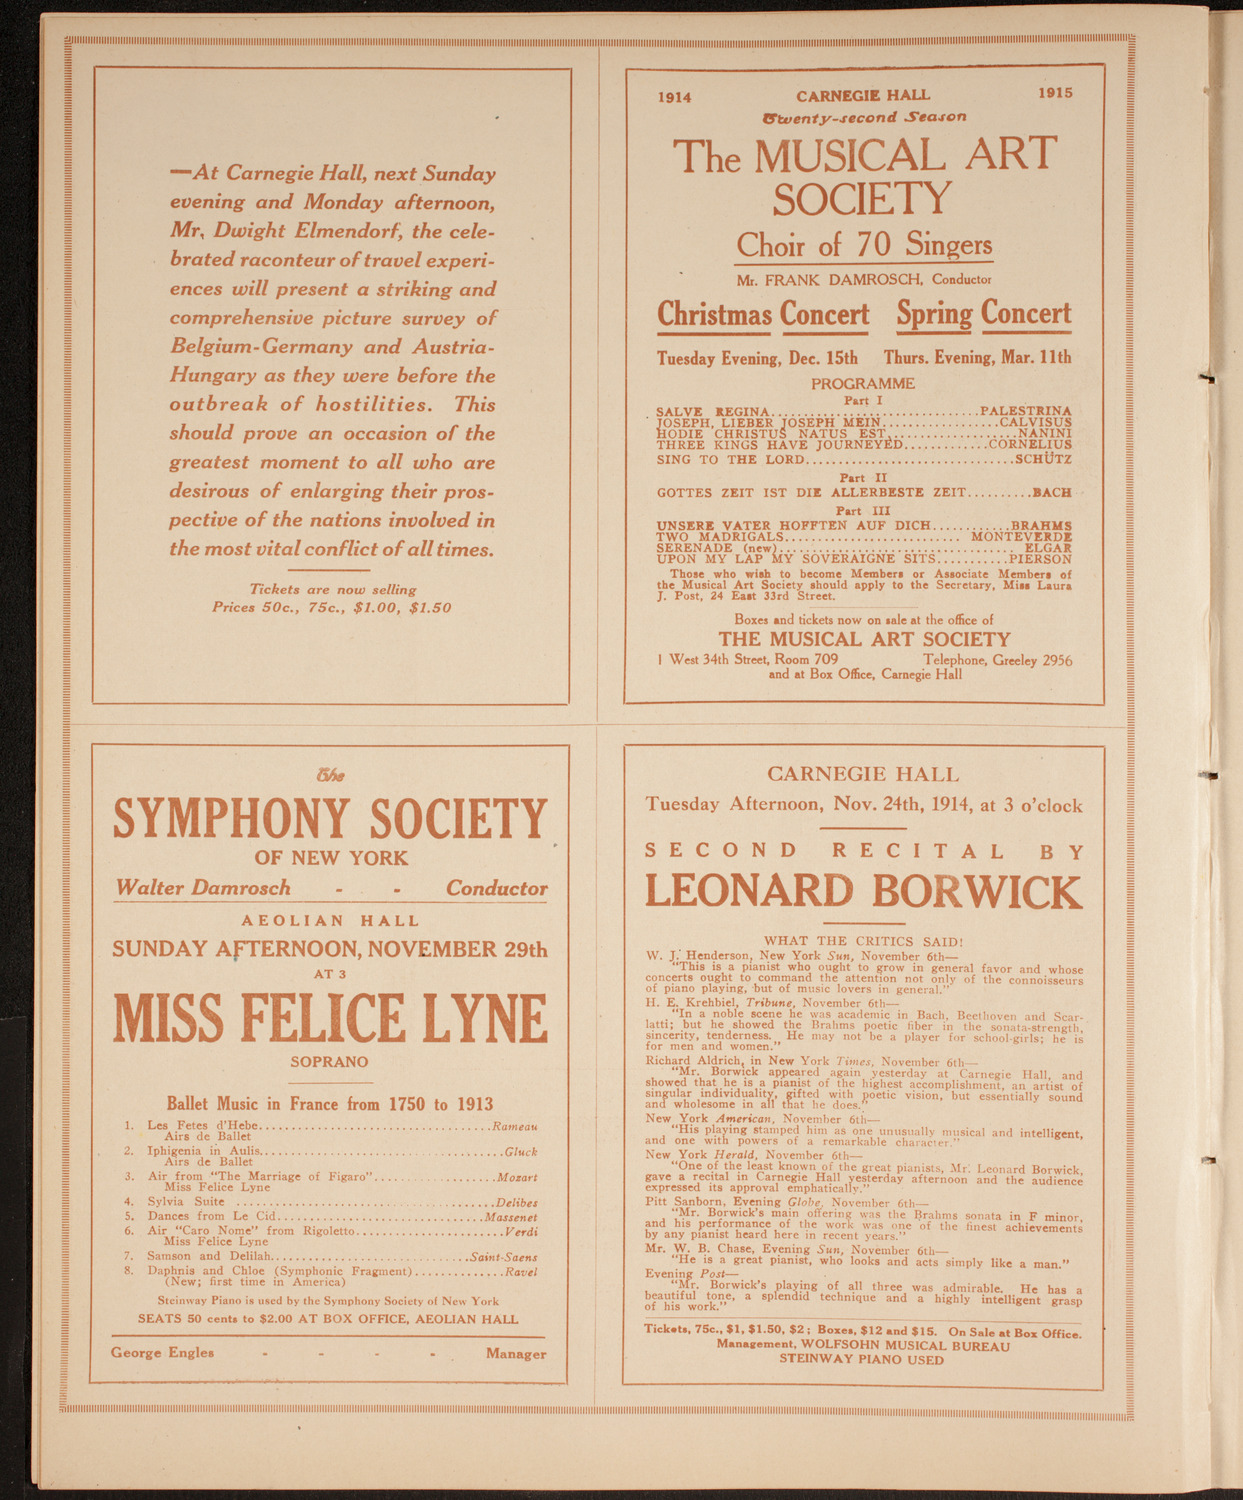 —At Carnegie Hall, next Sunday
evening and Monday afternoon,
Mr. Dwight Elmendorf, the cele-
brated raconteur of travel experi-
ences will present a striking and
comprehensive picture survey of
Belgium-Germany and Austria-
Hungary as they were before the
outbreak of hostilities. This
should prove an occasion of the
greatest moment to all who are
desirous of enlarging their pros-
pective of the nations involved in
the most vital conflict of all times.
Tickets are now selling
Prices 50c., 75c., $1.00, $1.50
1914 CARNEGIE HALL 1915
Twenty-second Season
The MUSICAL ART
SOCIETY
Choir of 70 Singers
Mr. FRANK DAMROSCH, Conductor
Christmas Concert Spring Concert
Tuesday Evening, Dec. 15th Thurs. Evening, Mar. 11th
PROGRAMME
Part I
SALVE REGINA...............................PALESTRINA
JOSEPH, LIEBER JOSEPH MEIN..................CALVISUS
HODIE CHRISTUS NATUS EST....................NANINI
THREE KINGS HAVE JOURNEYED.............CORNELIUS
SING TO THE LORD................................SCHÜTZ
Part II
GOTTES ZEIT IST DIE ALLERBESTE ZEIT..........BACH
Part III
UNSERE VATER HOFFTEN AUF DICH............BRAHMS
TWO MADRIGALS........................... MONTEVERDE
SERENADE (new).................................... ELGAR
UPON MY LAP MY SOVERAIGNE SITS...........PIERSON
Those who wish to become Members or Associate Members of
the Musical Art Society should apply to the Secretary, Miss Laura
J. Post, 24 East 33rd Street.
Boxes and tickets now on sale at the office of
THE MUSICAL ART SOCIETY
1 West 34th Street, Room 709 Telephone, Greeley 2956
and at Box Office, Carnegie Hall
The
SYMPHONY SOCIETY
OF NEW YORK
Walter Damrosch - - Conductor
AEOLIAN HALL
SUNDAY AFTERNOON, NOVEMBER 29th
AT 3
MISS FELICE LYNE
SOPRANO
Ballet Music in France from 1750 to 1913
1. Les Fetes d'Hebe....................................Rameau
Airs de Ballet
2. Iphigenia in Aulis.....................................Gluck
Airs de Ballet
3. Air from "The Marriage of Figaro"...................Mozart
Miss Felice Lyne
4. Sylvia Suite ........................................Delibes
5. Dances from Le Cid................................Massenet
6. Air "Caro Nome" from Rigoletto.......................Verdi
Miss Felice Lyne
7. Samson and Delilah..............................Saint-Saens
8. Daphnis and Chloe (Symphonic Fragment)..............Ravel
(New; first time in America)
Steinway Piano is used by the Symphony Society of New York
SEATS 50 cents to $2.00 AT BOX OFFICE, AEOLIAN HALL
George Engles - - - - Manager
CARNEGIE HALL
Tuesday Afternoon, Nov. 24th, 1914, at 3 o'clock
SECOND RECITAL BY
LEONARD BORWICK
WHAT THE CRITICS SAID!
W. J. Henderson, New York Sun, November 6th—
"This is a pianist who ought to grow in general favor and whose
concerts ought to command the attention not only of the connoisseurs
of piano playing, but of music lovers in general."
H. E. Krehbiel, Tribune, November 6th—
"In a noble scene he was academic in Bach, Beethoven and Scar-
latti; but he showed the Brahms poetic fiber in the sonata-strength,
sincerity, tenderness. He may not be a player for school-girls; he is
for men and women."
Richard Aldrich, in New York Times, November 6th—
"Mr. Borwick appeared again yesterday at Carnegie Hall, and
showed that he is a pianist of the highest accomplishment, an artist of
singular individuality, gifted with poetic vision, but essentially sound
and wholesome in all that he does."
New York American, November 6th—
"His playing stamped him as one unusually musical and intelligent,
and one with powers of a remarkable character."
New York Herald, November 6th—
"One of the least known of the great pianists, Mr. Leonard Borwick,
gave a recital in Carnegie Hall yesterday afternoon and the audience
expressed its approval emphatically."
Pitt Sanborn, Evening Globe, November 6th—
"Mr. Borwick's main offering was the Brahms sonata in F minor,
and his performance of the work was one of the finest achievements
by any pianist heard here in recent years."
Mr. W. B. Chase, Evening Sun, November 6th—
"He is a great pianist, who looks and acts simply like a man."
Evening Post—
"Mr. Borwick's playing of all three was admirable. He has a
beautiful tone, a splendid technique and a highly intelligent grasp
of his work."
Tickets, 75c., $1, $1.50, $2; Boxes, $12 and $15. On Sale at Box Office.
Management, WOLFSOHN MUSICAL BUREAU
STEINWAY PIANO USED